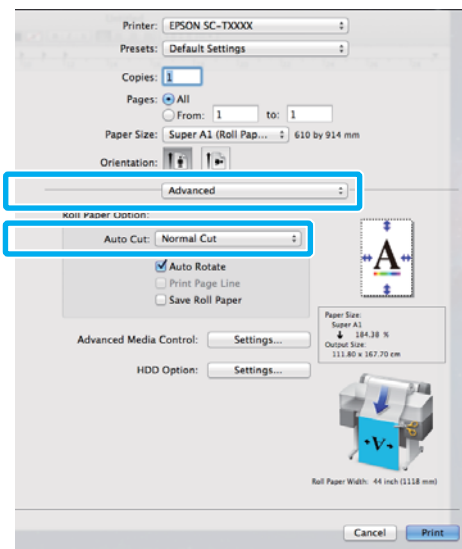 Printer: EPSON SC-TXXXX
Presets: Default Settings
Copies: 1
Pages: All
From: 1 to: 1
Paper Size: Super A1 (Roll Pap... 610 by 914 mm
Orientation:
Advanced
Roll Paper Option:
Auto Cut: Normal Cut
Auto Rotate
Print Page Line
Save Roll Paper
A
Paper Size:
Super A1
184.38 %
Output Size:
111.80 x 167.70 cm
Advanced Media Control: Settings...
HDD Option: Settings...
Roll Paper Width: 44 inch (1118 mm)
Cancel Print